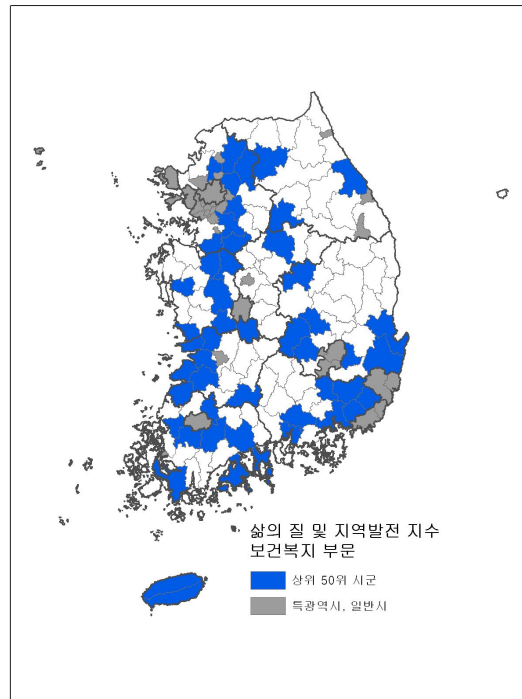 삶의 질 및 지역발전 지수
보건복지 부문
상위 50위 시군
특광역시, 일반시